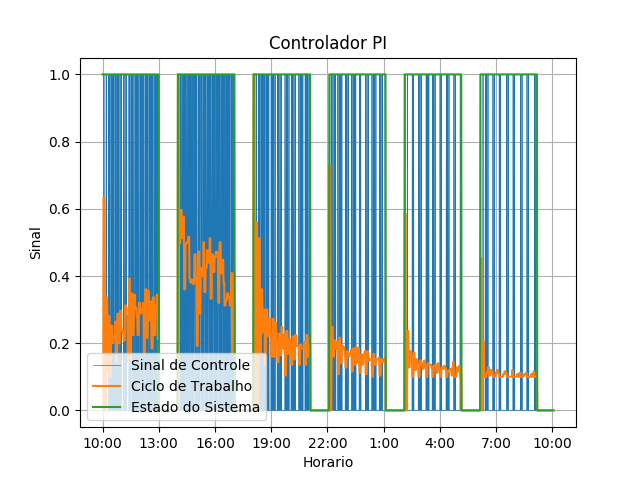 Controlador PI
1.0
0.8
0.6
0.4
0.2
0.0
Sinal
Sinal de Controle
Ciclo de Trabalho
Estado do Sistema
10:00 13:00 16:00 19:00 22:00 1:00 4:00 7:00 10:00
Horario